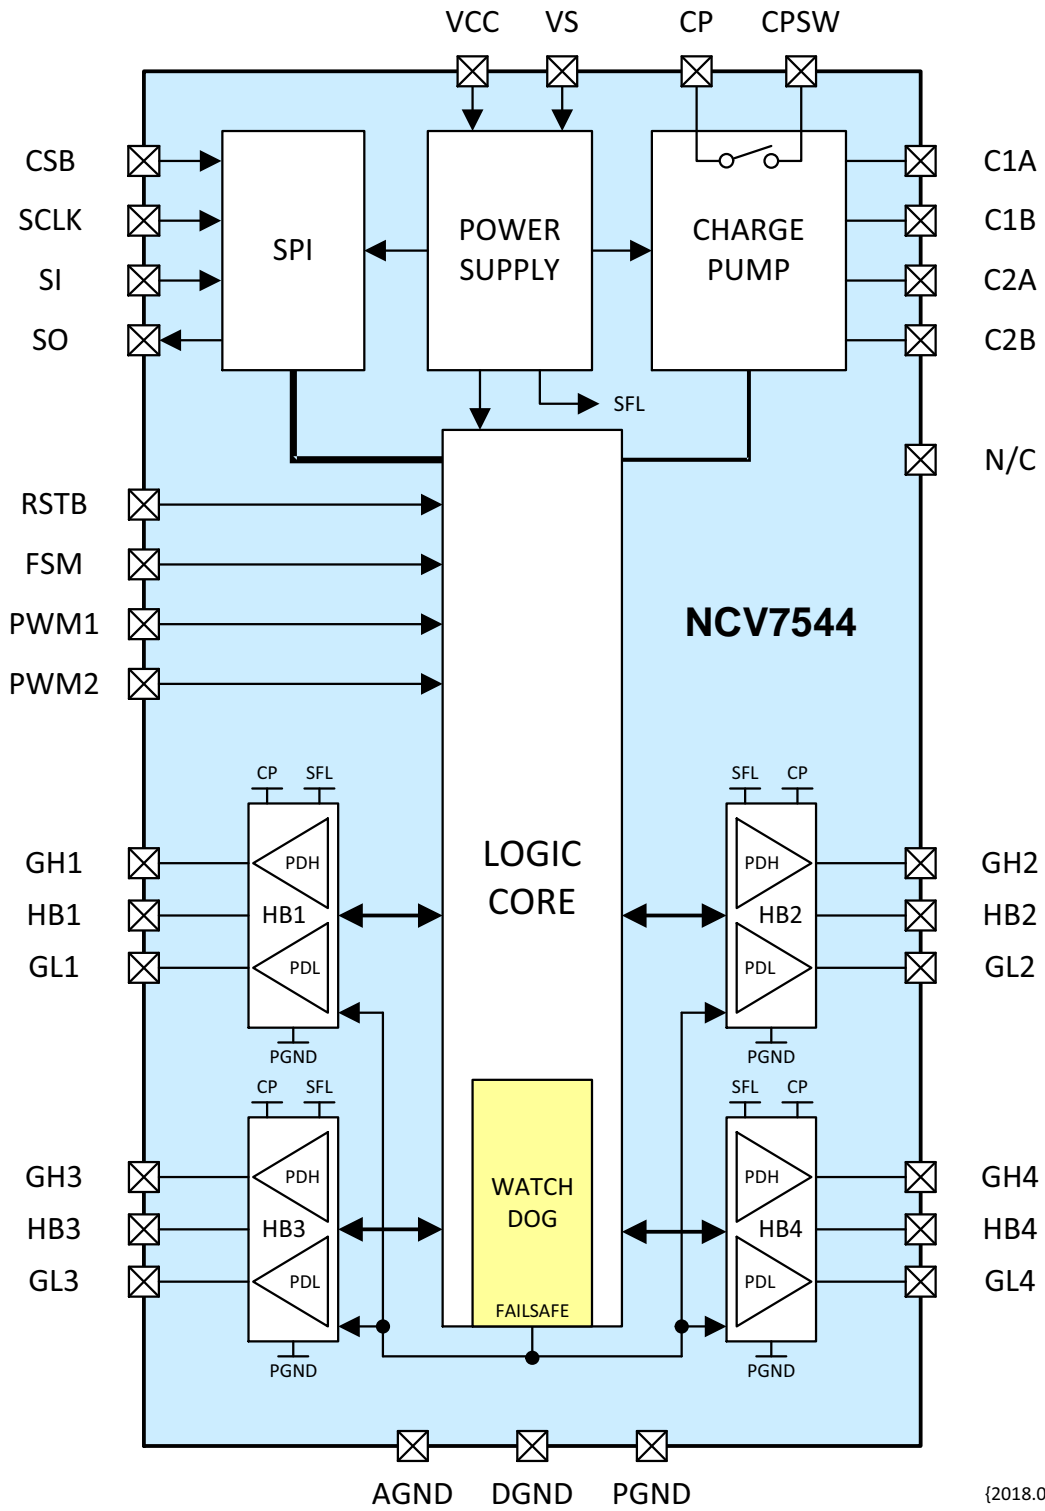 VCC VS CP CPSW
CSB
SCLK
SI
SO
SPI
POWER
SUPPLY
CHARGE
PUMP
C1A
C1B
C2A
C2B
SFL
N/C
RSTB
FSM
PWM1
PWM2
NCV7544
LOGIC
CORE
CP SFL
PDH
HB1
PDL
PGND
GH1
HB1
GL1
SFL CP
PDH
HB2
PDL
PGND
GH2
HB2
GL2
CP SFL
PDH
HB3
PDL
PGND
GH3
HB3
GL3
WATCH
DOG
FAILSAFE
SFL CP
PDH
HB4
PDL
PGND
GH4
HB4
GL4
AGND DGND PGND
{2018.0